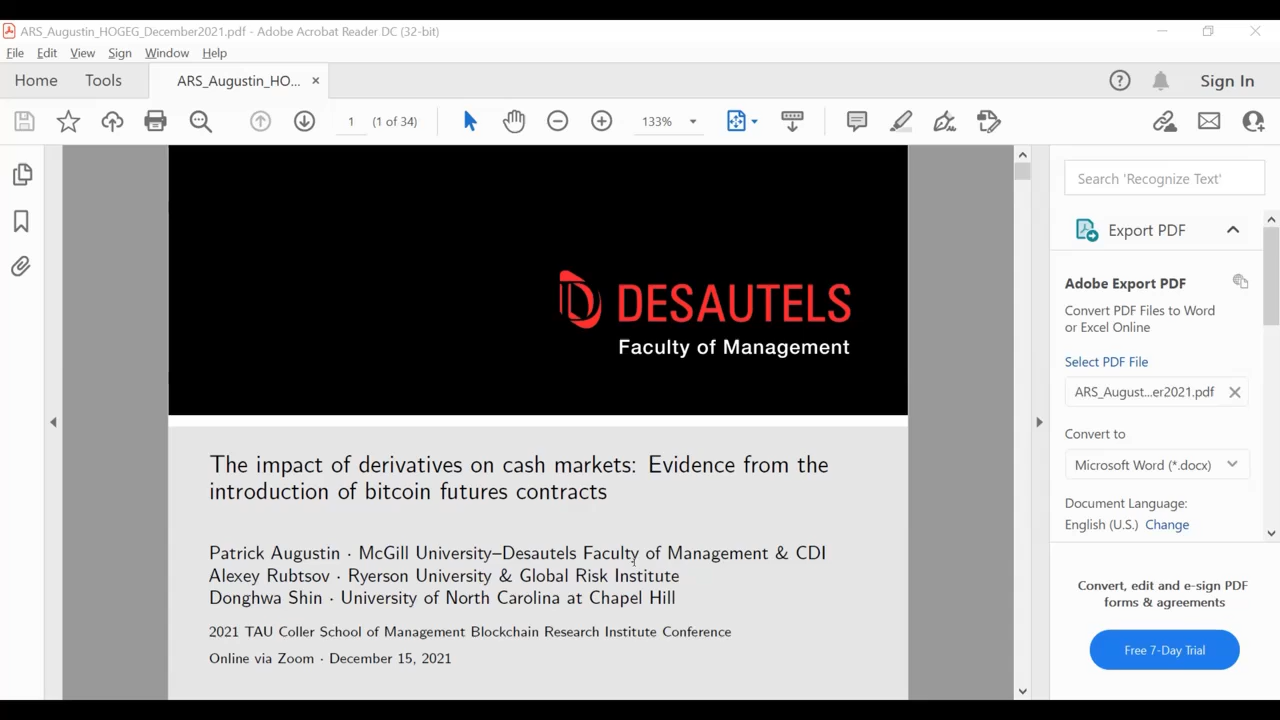 ARS_Augustin_HOGEG_December2021.pdf - Adobe Acrobat Reader DC (32-bit)
File Edit View Sign Window Help
Home Tools ARS_Augustin_HO... × Sign In
1 (1 of 34) 133%
DESAUTELS
Faculty of Management
The impact of derivatives on cash markets: Evidence from the
introduction of bitcoin futures contracts
Patrick Augustin · McGill University–Desautels Faculty of Management & CDI
Alexey Rubtsov · Ryerson University & Global Risk Institute
Donghwa Shin · University of North Carolina at Chapel Hill
2021 TAU Coller School of Management Blockchain Research Institute Conference
Online via Zoom · December 15, 2021
Search 'Recognize Text'
Export PDF
Adobe Export PDF
Convert PDF Files to Word
or Excel Online
Select PDF File
ARS_August...er2021.pdf
Convert to
Microsoft Word (*.docx)
Document Language:
English (U.S.) Change
Convert, edit and e-sign PDF
forms & agreements
Free 7-Day Trial